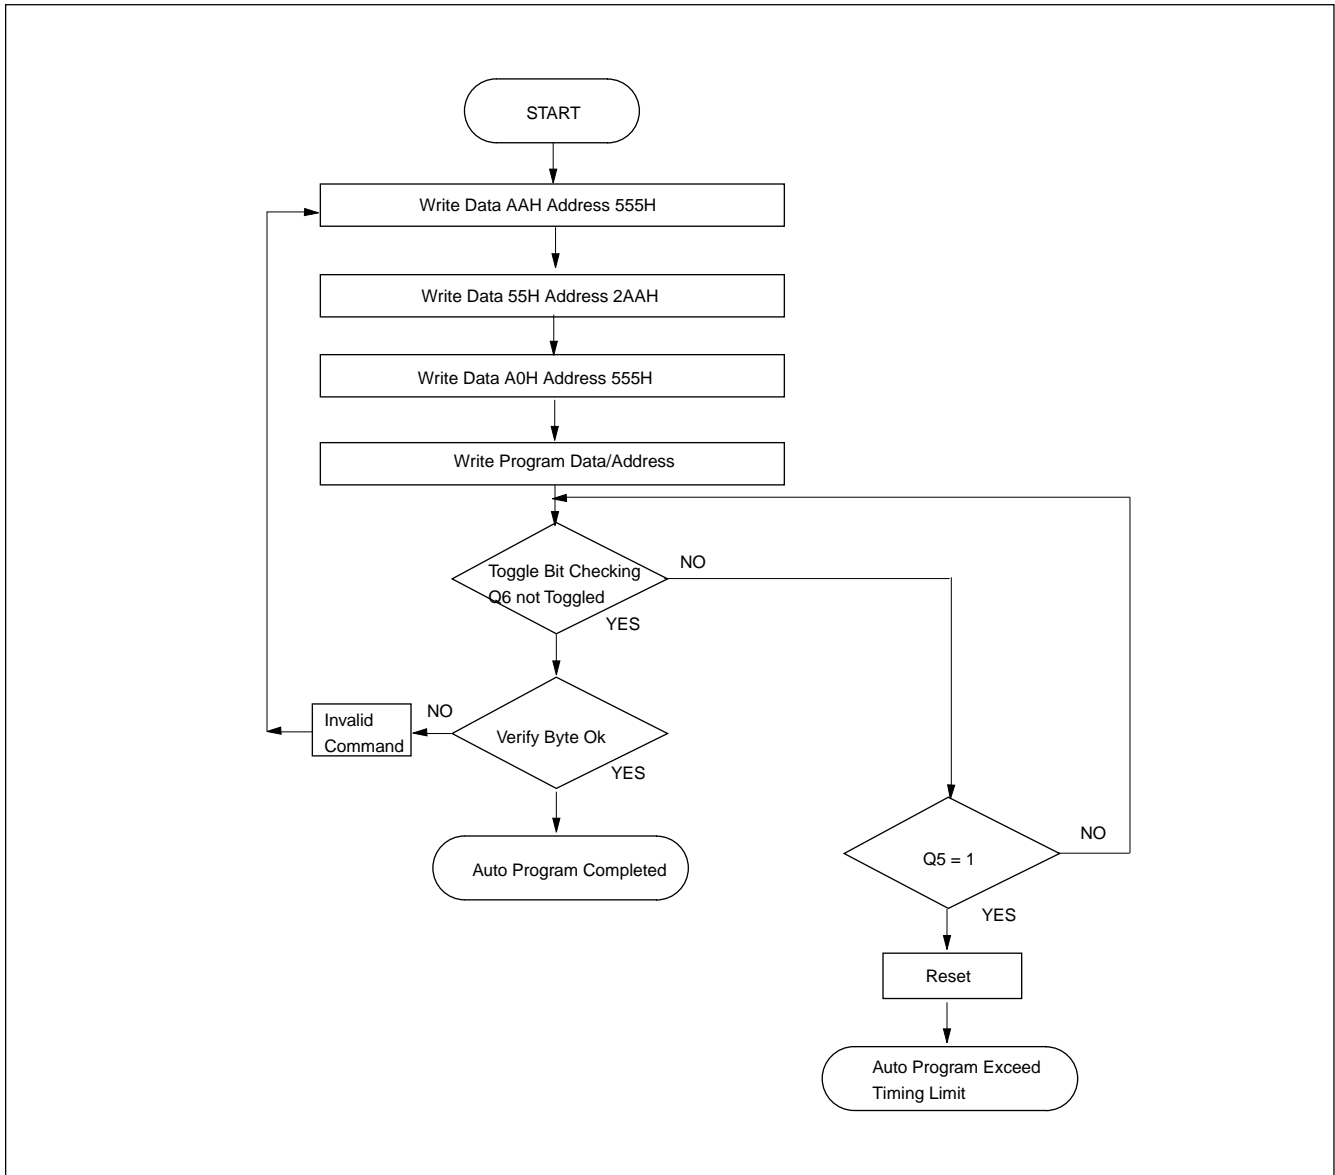 START
Write Data AAH Address 555H
Write Data 55H Address 2AAH
Write Data A0H Address 555H
Write Program Data/Address
Toggle Bit Checking
Q6 not Toggled
NO
YES
Invalid
Command
NO
Verify Byte Ok
YES
Auto Program Completed
Q5 = 1
NO
YES
Reset
Auto Program Exceed
Timing Limit